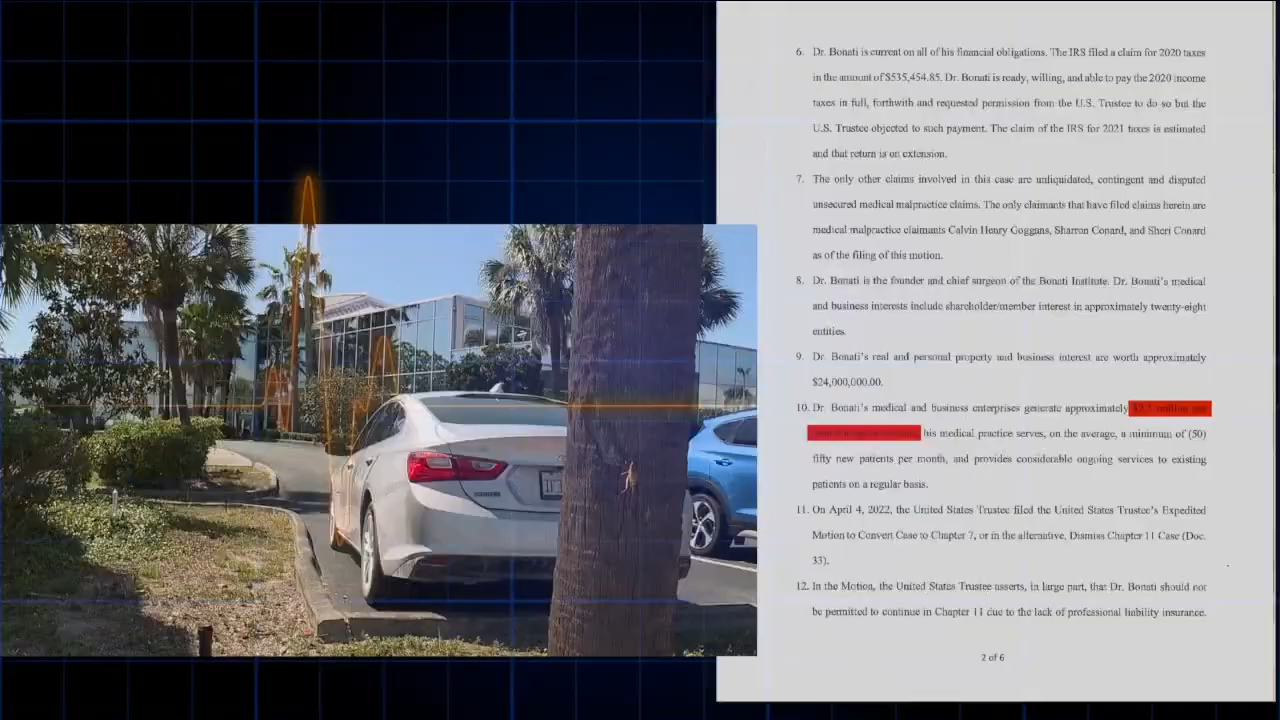 6. Dr. Bonati is current on all of his financial obligations. The IRS filed a claim for 2020 taxes
in the amount of $535,454.85. Dr. Bonati is ready, willing, and able to pay the 2020 income
taxes in full, forthwith and requested permission from the U.S. Trustee to do so but the
U.S. Trustee objected to such payment. The claim of the IRS for 2021 taxes is estimated
and that return is on extension.
7. The only other claims involved in this case are unliquidated, contingent and disputed
unsecured medical malpractice claims. The only claimants that have filed claims herein are
medical malpractice claimants Calvin Henry Goggans, Sharron Conard, and Sheri Conard
as of the filing of this motion.
8. Dr. Bonati is the founder and chief surgeon of the Bonati Institute. Dr. Bonati's medical
and business interests include shareholder/member interest in approximately twenty-eight
entities.
9. Dr. Bonati's real and personal property and business interest are worth approximately
$24,000,000.00.
10. Dr. Bonati's medical and business enterprises generate approximately
his medical practice serves, on the average, a minimum of (50)
fifty new patients per month, and provides considerable ongoing services to existing
patients on a regular basis.
11. On April 4, 2022, the United States Trustee filed the United States Trustee's Expedited
Motion to Convert Case to Chapter 7, or in the alternative, Dismiss Chapter 11 Case (Doc.
33).
12. In the Motion, the United States Trustee asserts, in large part, that Dr. Bonati should not
be permitted to continue in Chapter 11 due to the lack of professional liability insurance.
2 of 6